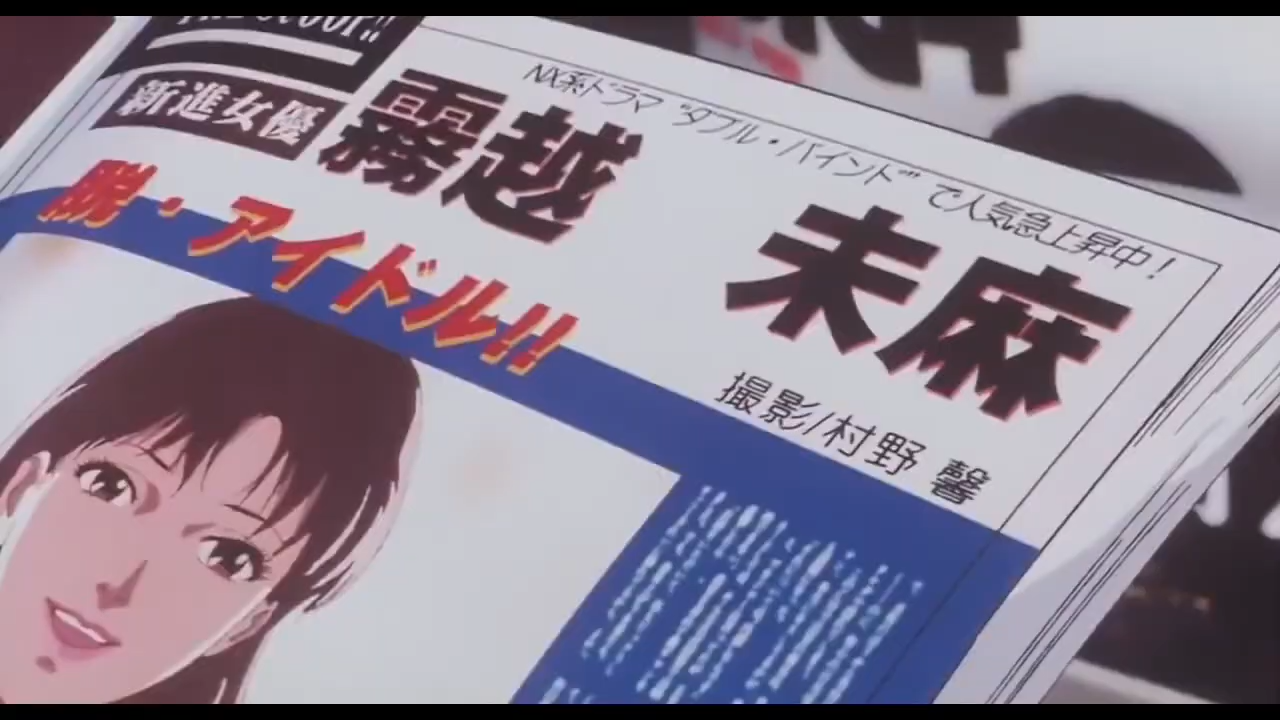 THE SCOOP!!
NX系ドラマ “ダブル・バインド” で人気急上昇中!
新進女優
霧越 未麻
脱・アイドル!!
撮影/村野 馨